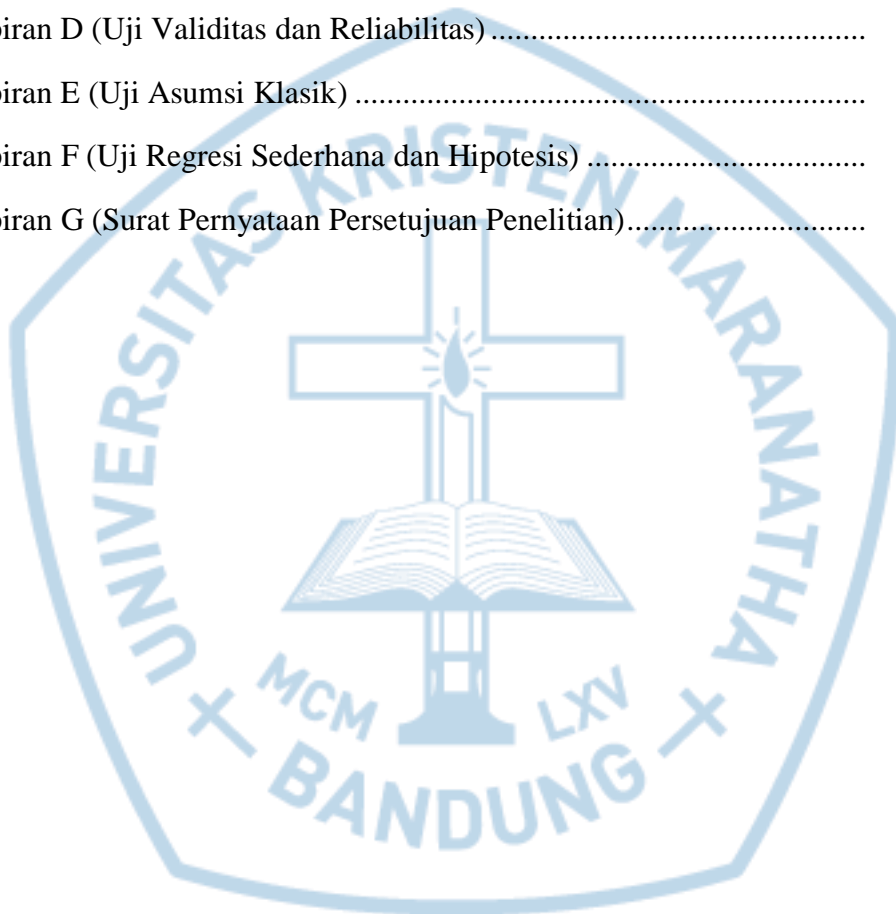 piran D (Uji Validitas dan Reliabilitas) ...............................................
piran E (Uji Asumsi Klasik) ................................................................
piran F (Uji Regresi Sederhana dan Hipotesis) ...................................
piran G (Surat Pernyataan Persetujuan Penelitian)..............................
UNIVERSITAS KRISTEN MARANATHA
MCM LXV
BANDUNG